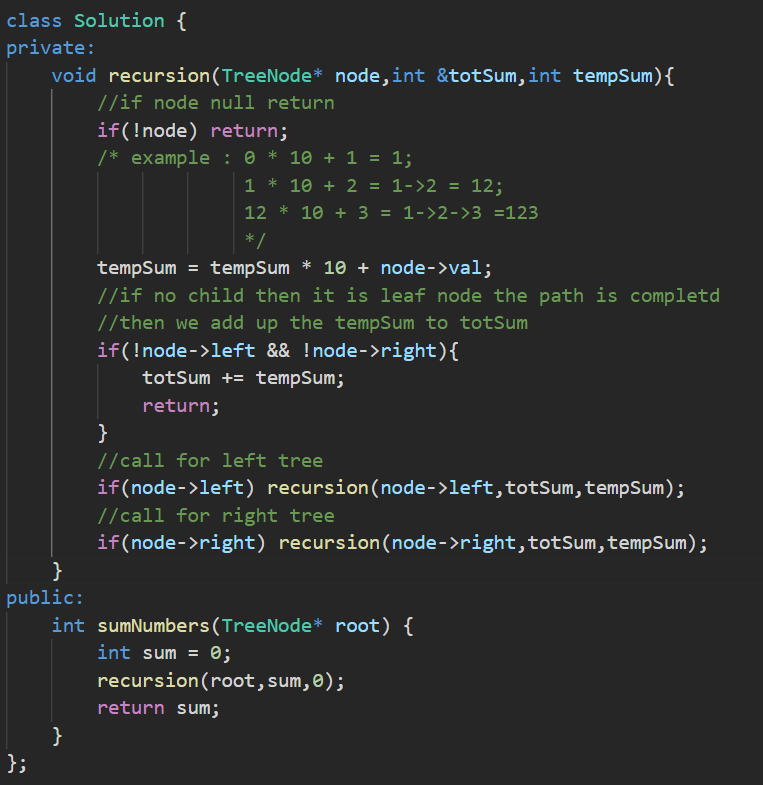 class Solution {
private:
    void recursion(TreeNode* node,int &totSum,int tempSum){
        //if node null return
        if(!node) return;
        /* example : 0 * 10 + 1 = 1;
                     1 * 10 + 2 = 1->2 = 12;
                     12 * 10 + 3 = 1->2->3 =123
                     */
        tempSum = tempSum * 10 + node->val;
        //if no child then it is leaf node the path is completd
        //then we add up the tempSum to totSum
        if(!node->left && !node->right){
            totSum += tempSum;
            return;
        }
        //call for left tree
        if(node->left) recursion(node->left,totSum,tempSum);
        //call for right tree
        if(node->right) recursion(node->right,totSum,tempSum);
    }
public:
    int sumNumbers(TreeNode* root) {
        int sum = 0;
        recursion(root,sum,0);
        return sum;
    }
};